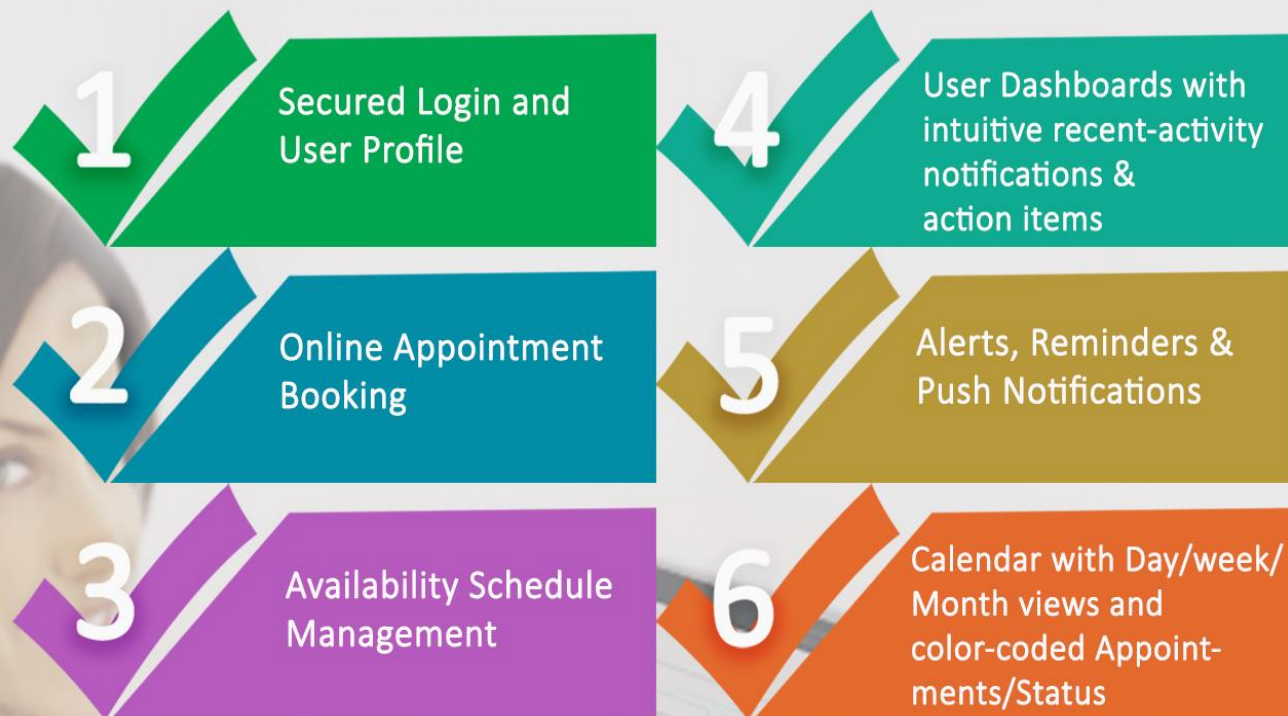 1
Secured Login and
User Profile
2
Online Appointment
Booking
3
Availability Schedule
Management
4
User Dashboards with
intuitive recent-activity
notifications &
action items
5
Alerts, Reminders &
Push Notifications
6
Calendar with Day/week/
Month views and
color-coded Appoint-
ments/Status